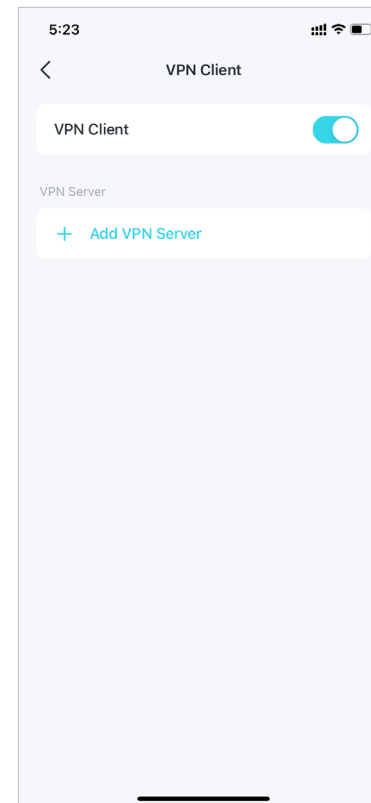 5:23
VPN Client
VPN Client
VPN Server
+ Add VPN Server